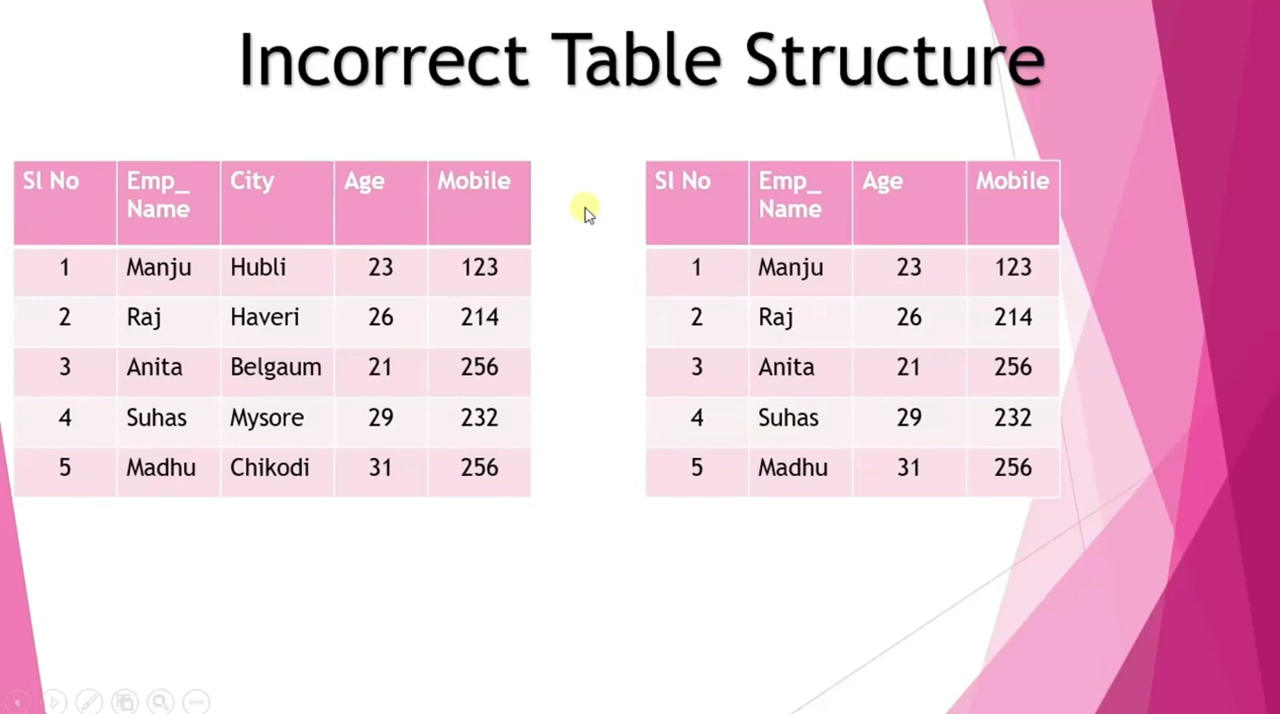 Incorrect Table Structure
Sl No Emp_ Name City Age Mobile
1 Manju Hubli 23 123
2 Raj Haveri 26 214
3 Anita Belgaum 21 256
4 Suhas Mysore 29 232
5 Madhu Chikodi 31 256
Sl No Emp_ Name Age Mobile
1 Manju 23 123
2 Raj 26 214
3 Anita 21 256
4 Suhas 29 232
5 Madhu 31 256